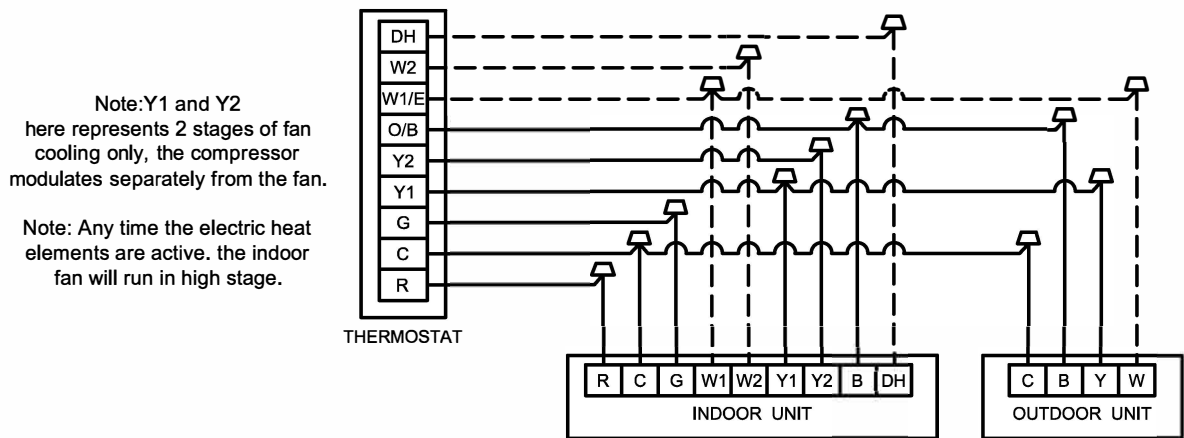 Note:Y1 and Y2
here represents 2 stages of fan
cooling only, the compressor
modulates separately from the fan.
Note: Any time the electric heat
elements are active. the indoor
fan will run in high stage.
DH
W2
W1/E
O/B
Y2
Y1
G
C
R
THERMOSTAT
R C G W1 W2 Y1 Y2 B DH
INDOOR UNIT
C B Y W
OUTDOOR UNIT